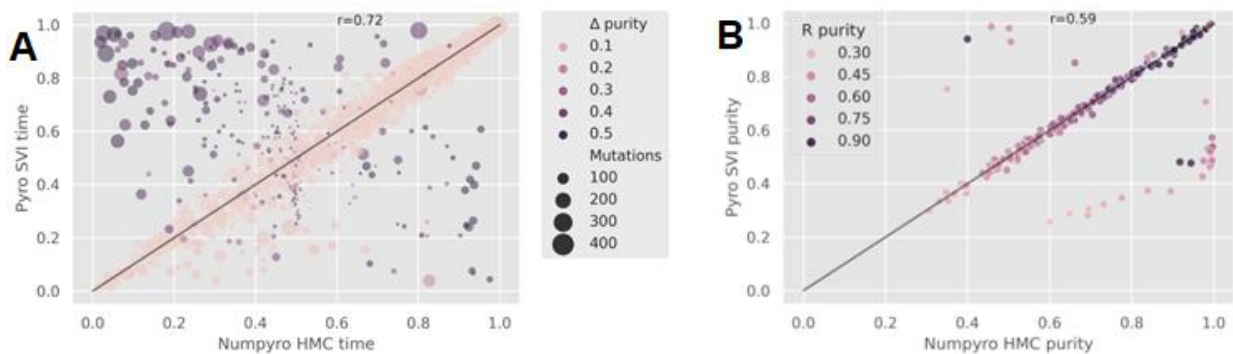 A
r=0.72
Pyro SVI time
1.0
0.8
0.6
0.4
0.2
0.0
0.0 0.2 0.4 0.6 0.8 1.0
Numpyro HMC time
Δ purity
0.1
0.2
0.3
0.4
0.5
Mutations
100
200
300
400
B
r=0.59
R purity
0.30
0.45
0.60
0.75
0.90
Pyro SVI purity
1.0
0.8
0.6
0.4
0.2
0.0
0.0 0.2 0.4 0.6 0.8 1.0
Numpyro HMC purity